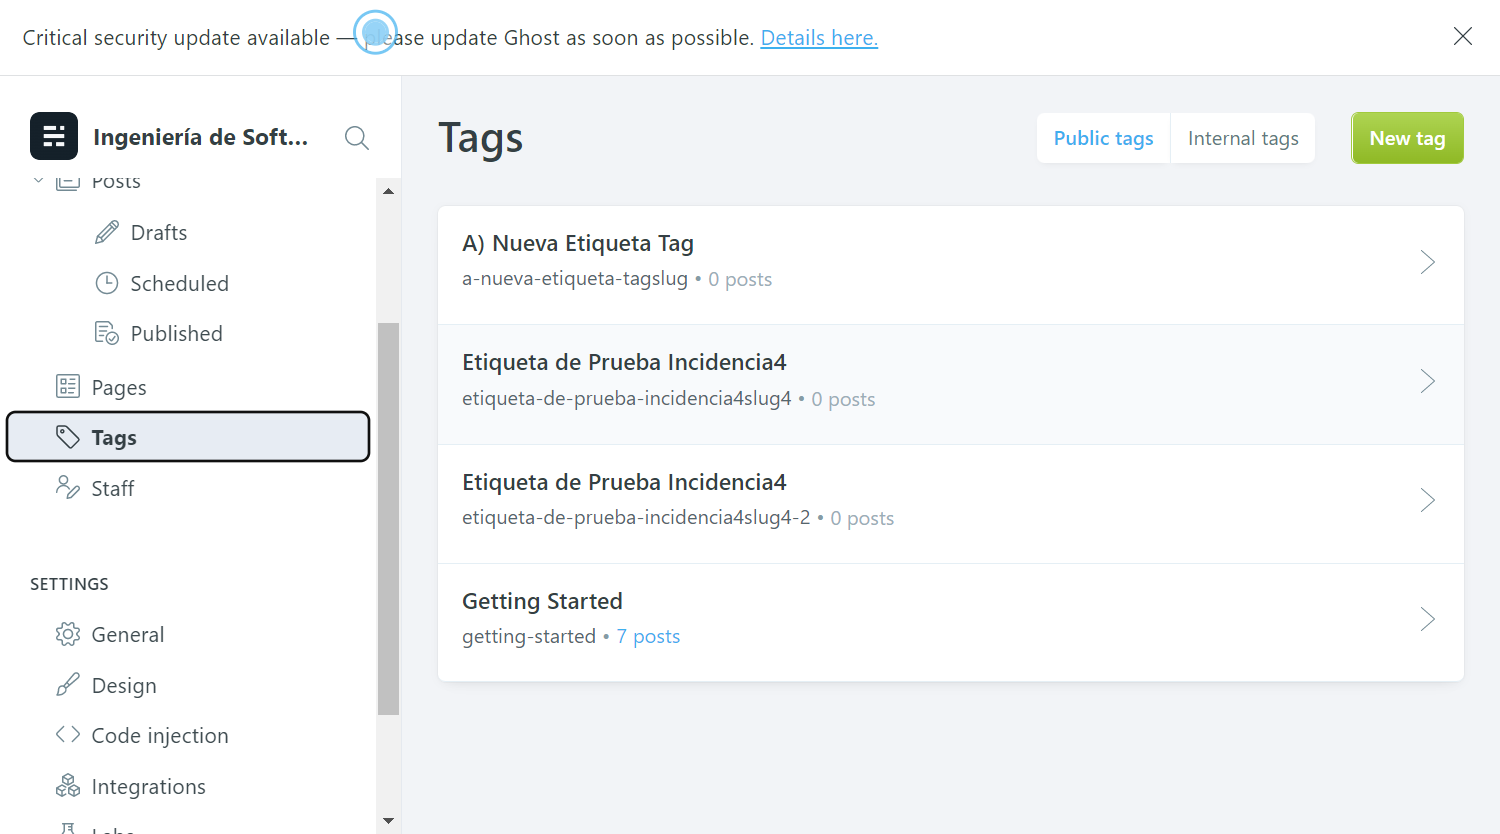 Critical security update available — please update Ghost as soon as possible. Details here.
Ingeniería de Soft...
Posts
Drafts
Scheduled
Published
Pages
Tags
Staff
SETTINGS
General
Design
Code injection
Integrations
Labs
Tags
Public tags
Internal tags
New tag
A) Nueva Etiqueta Tag
a-nueva-etiqueta-tagslug • 0 posts
Etiqueta de Prueba Incidencia4
etiqueta-de-prueba-incidencia4slug4 • 0 posts
Etiqueta de Prueba Incidencia4
etiqueta-de-prueba-incidencia4slug4-2 • 0 posts
Getting Started
getting-started • 7 posts